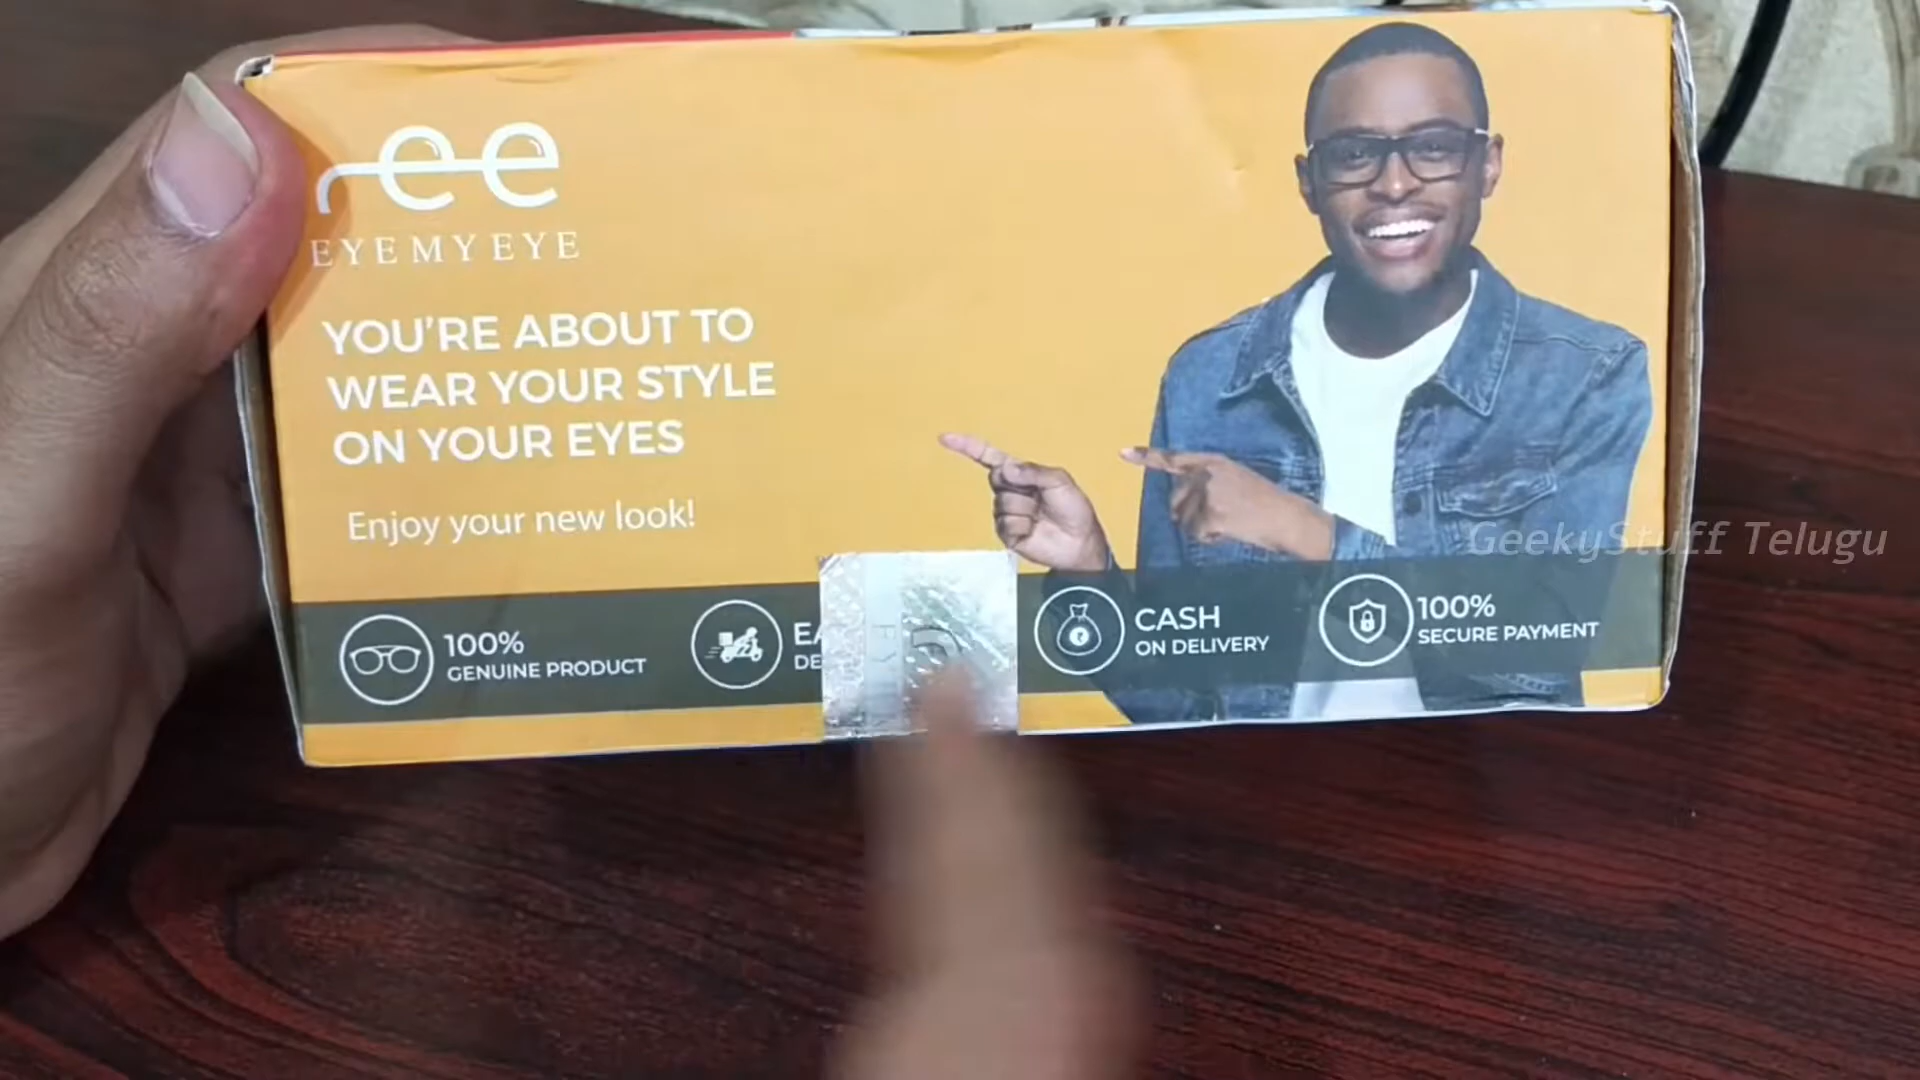 ee
EYEMYEYE
YOU'RE ABOUT TO
WEAR YOUR STYLE
ON YOUR EYES
Enjoy your new look!
100%
GENUINE PRODUCT
CASH
ON DELIVERY
100%
SECURE PAYMENT
GeekyStuff Telugu